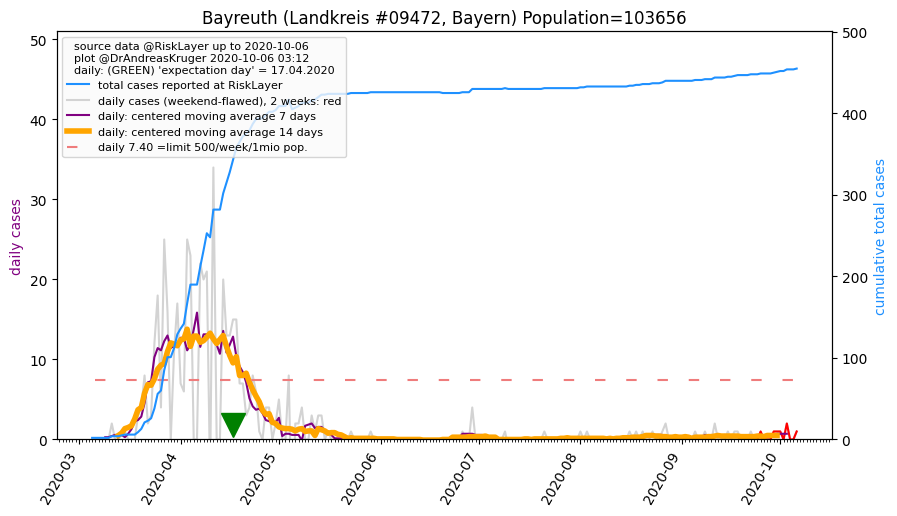 Bayreuth (Landkreis #09472, Bayern) Population=103656
source data @RiskLayer up to 2020-10-06
plot @DrAndreasKruger 2020-10-06 03:12
daily: (GREEN) 'expectation day' = 17.04.2020
total cases reported at RiskLayer
daily cases (weekend-flawed), 2 weeks: red
daily: centered moving average 7 days
daily: centered moving average 14 days
daily 7.40 =limit 500/week/1mio pop.
daily cases
50
40
30
20
10
0
cumulative total cases
500
400
300
200
100
0
2020-03
2020-04
2020-05
2020-06
2020-07
2020-08
2020-09
2020-10